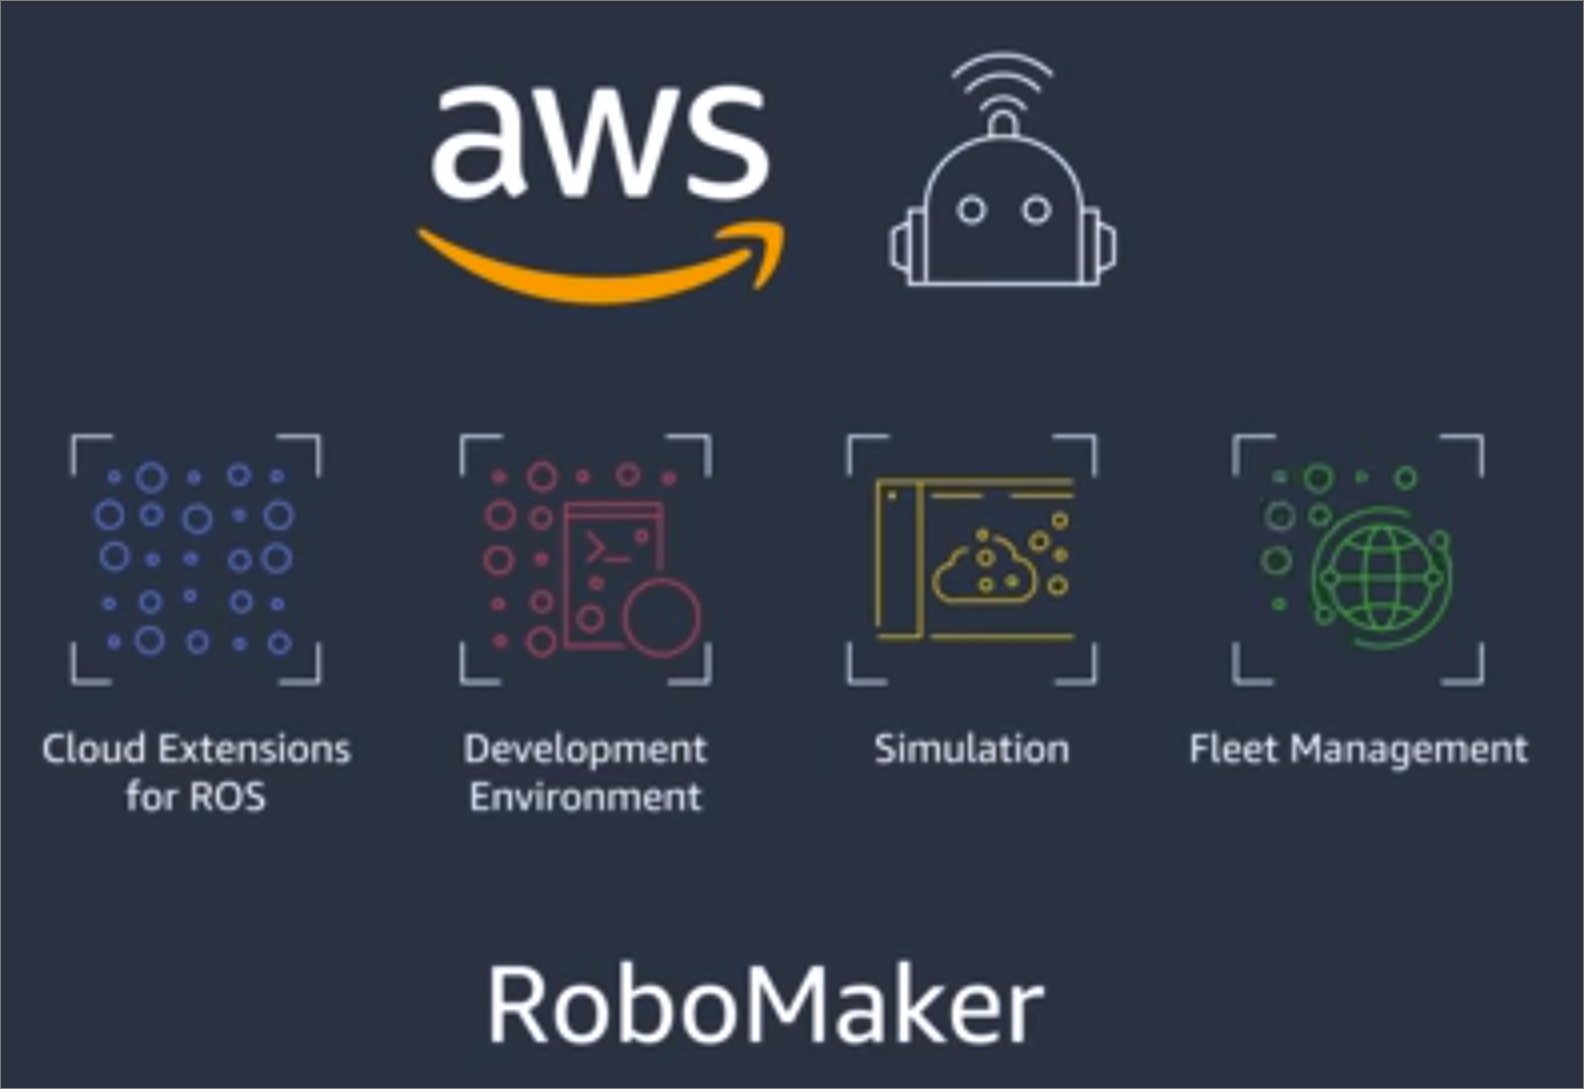 aws
Cloud Extensions
for ROS
Development
Environment
Simulation
Fleet Management
RoboMaker